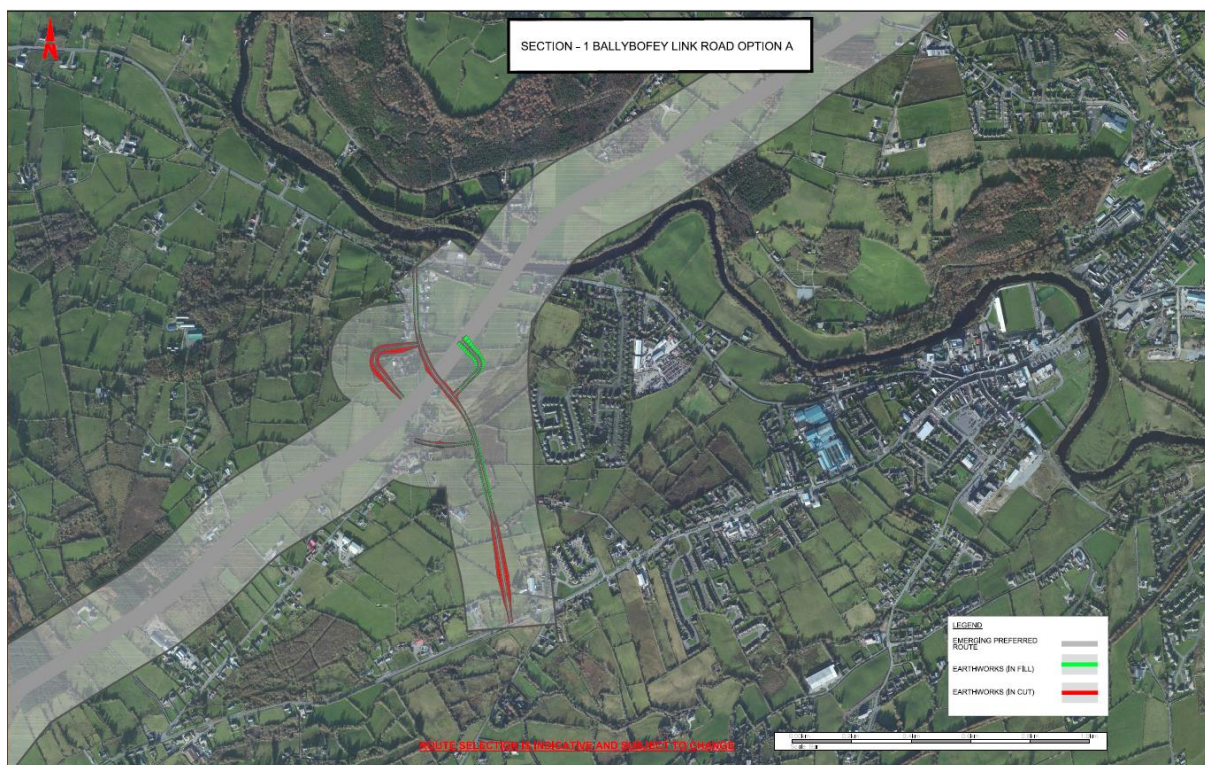 SECTION - 1 BALLYBOFEY LINK ROAD OPTION A
N
LEGEND
EMERGING PREFERRED
ROUTE
EARTHWORKS (IN FILL)
EARTHWORKS (IN CUT)
ROUTE SELECTION IS INDICATIVE AND SUBJECT TO CHANGE